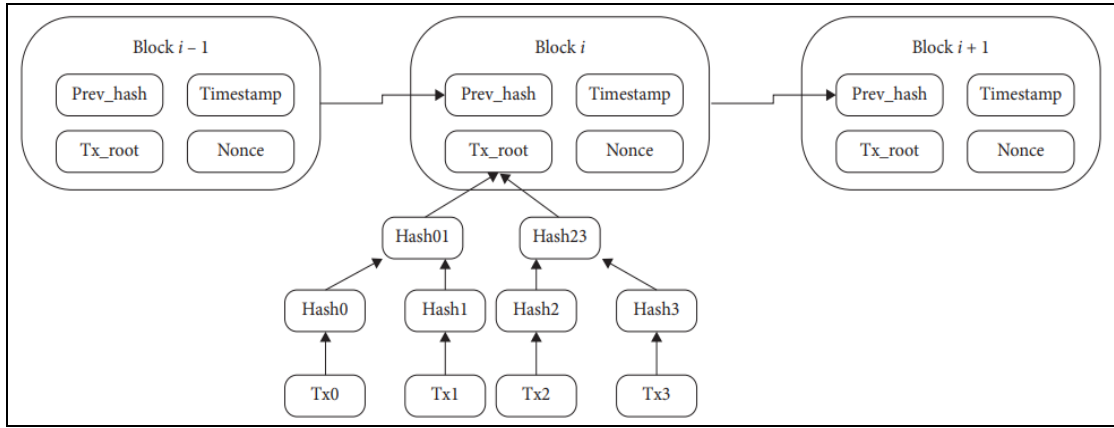 Block i – 1
Block i
Block i + 1
Prev_hash
Timestamp
Prev_hash
Timestamp
Prev_hash
Timestamp
Tx_root
Nonce
Tx_root
Nonce
Tx_root
Nonce
Hash01
Hash23
Hash0
Hash1
Hash2
Hash3
Tx0
Tx1
Tx2
Tx3